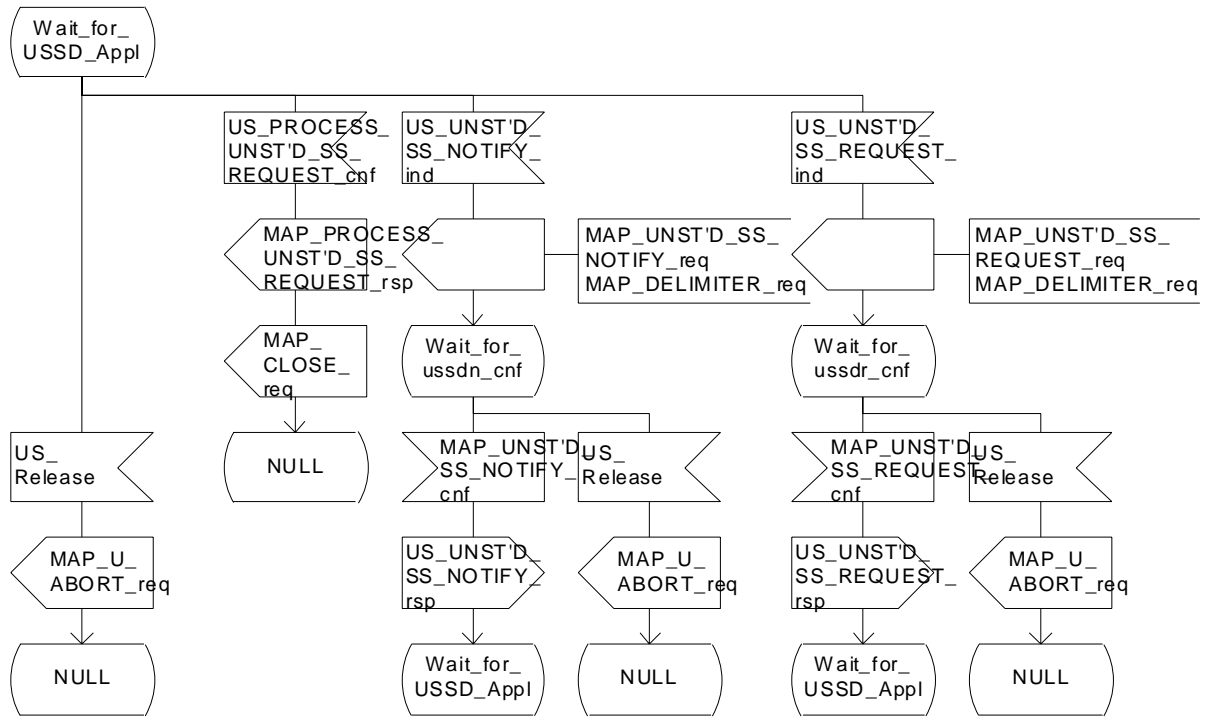 Wait_for_
USSD_Appl
US_PROCESS_
UNST'D_SS_
REQUEST_cnf
US_UNST'D_
SS_NOTIFY_
ind
US_UNST'D_
SS_REQUEST_
ind
MAP_PROCESS_
UNST'D_SS_
REQUEST_rsp
MAP_UNST'D_SS_
NOTIFY_req
MAP_DELIMITER_req
MAP_UNST'D_SS_
REQUEST_req
MAP_DELIMITER_req
MAP_
CLOSE_
req
Wait_for_
ussdn_cnf
Wait_for_
ussdr_cnf
US_
Release
NULL
MAP_UNST'D_
SS_NOTIFY_
cnf
US_
Release
MAP_UNST'D_
SS_REQUEST_
cnf
US_
Release
MAP_U_
ABORT_req
US_UNST'D_
SS_NOTIFY_
rsp
MAP_U_
ABORT_req
US_UNST'D_
SS_REQUEST_
rsp
MAP_U_
ABORT_req
NULL
Wait_for_
USSD_Appl
NULL
Wait_for_
USSD_Appl
NULL